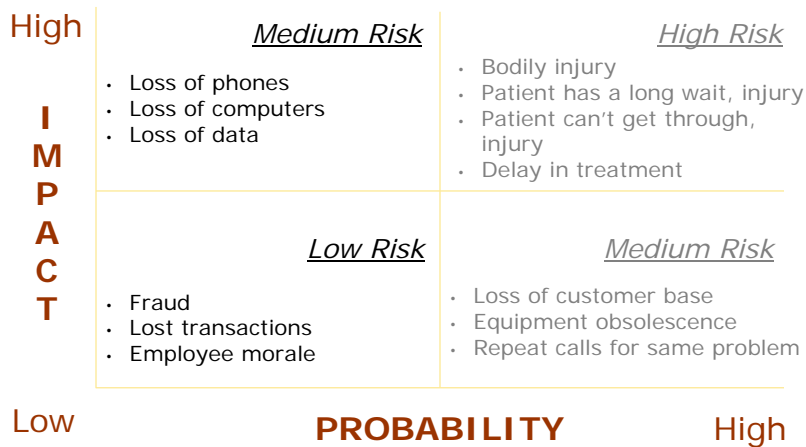 High
Medium Risk
• Loss of phones
• Loss of computers
• Loss of data
High Risk
• Bodily injury
• Patient has a long wait, injury
• Patient can't get through,
injury
• Delay in treatment
I
M
P
A
C
T
Low Risk
• Fraud
• Lost transactions
• Employee morale
Medium Risk
• Loss of customer base
• Equipment obsolescence
• Repeat calls for same problem
Low
PROBABILITY
High